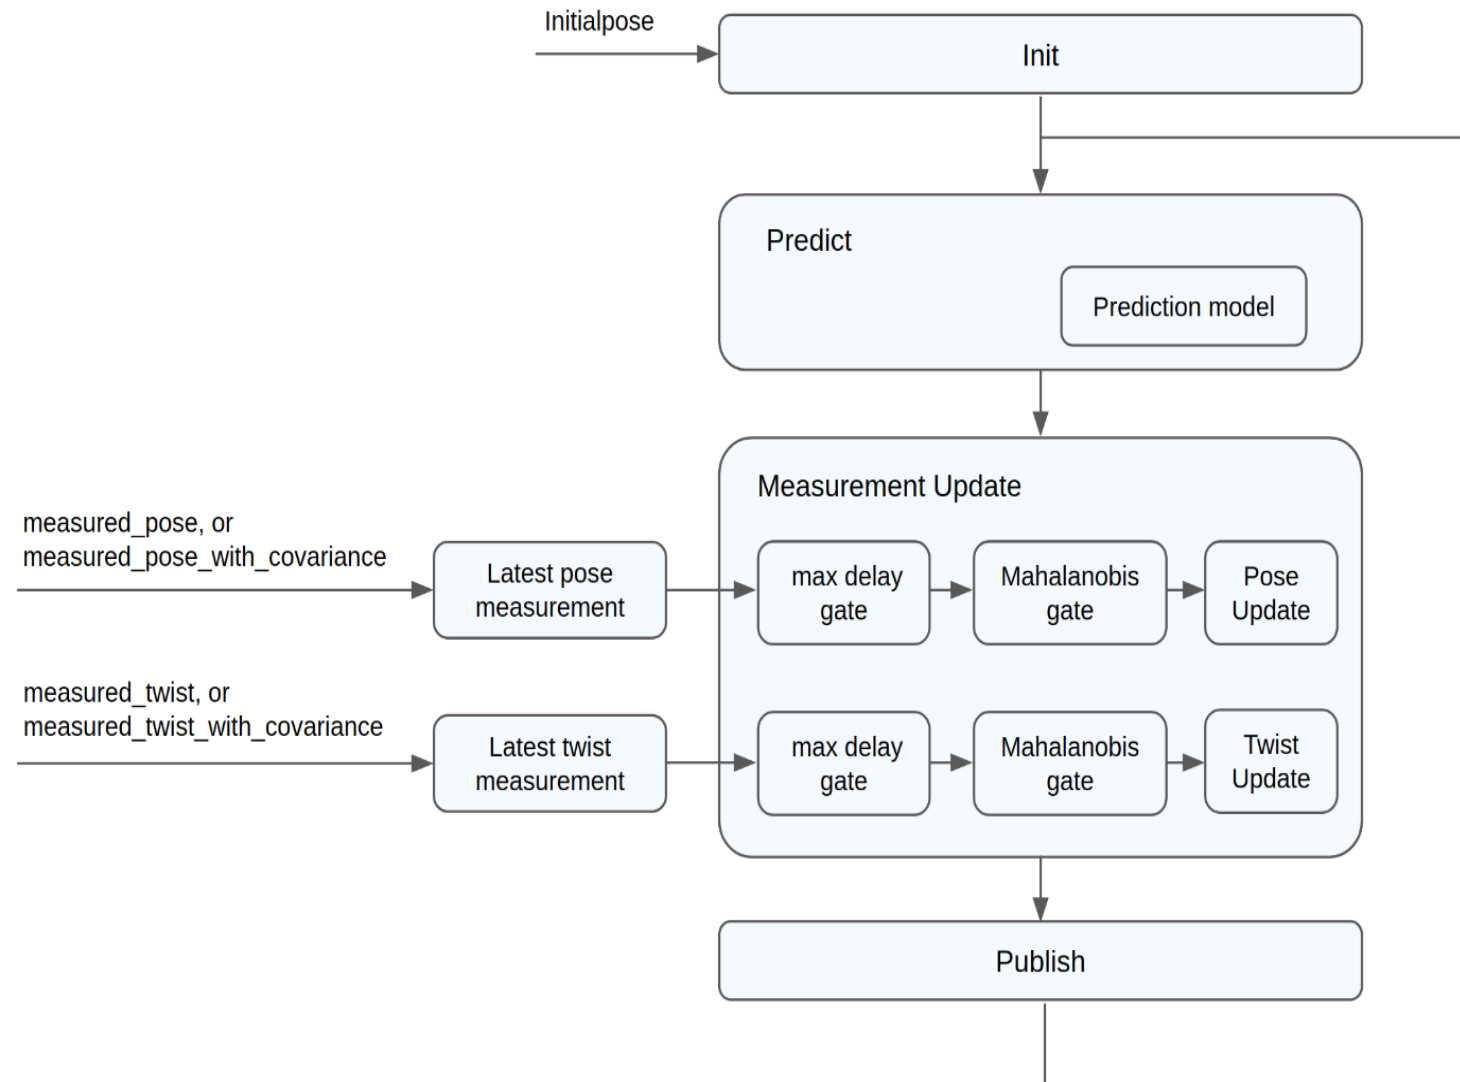 Initialpose
Init
Predict
Prediction model
Measurement Update
measured_pose, or
measured_pose_with_covariance
Latest pose
measurement
max delay
gate
Mahalanobis
gate
Pose
Update
measured_twist, or
measured_twist_with_covariance
Latest twist
measurement
max delay
gate
Mahalanobis
gate
Twist
Update
Publish